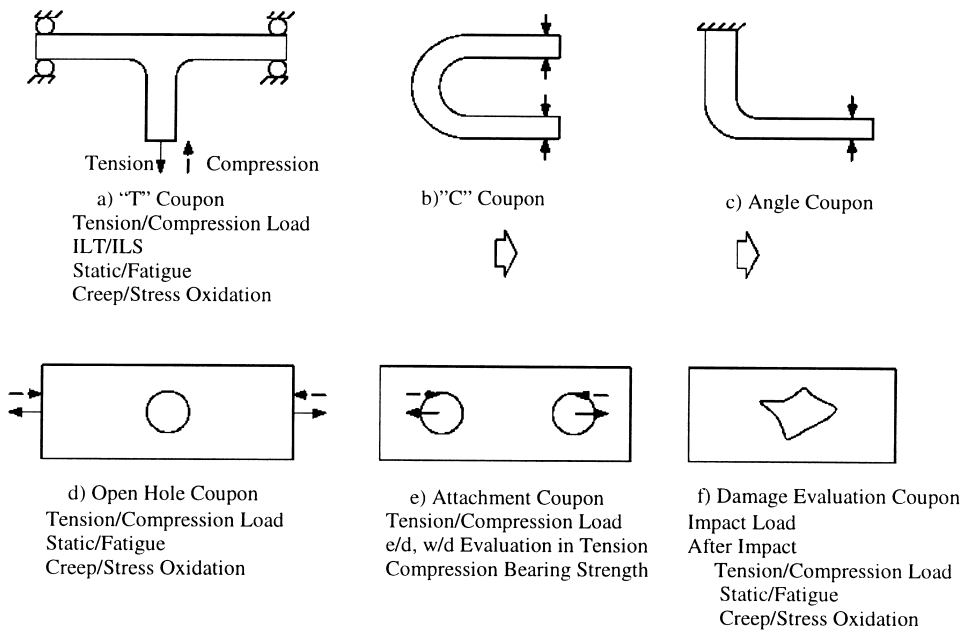 Tension
Compression
a) “T” Coupon
Tension/Compression Load
ILT/ILS
Static/Fatigue
Creep/Stress Oxidation
b)”C” Coupon
c) Angle Coupon
d) Open Hole Coupon
Tension/Compression Load
Static/Fatigue
Creep/Stress Oxidation
e) Attachment Coupon
Tension/Compression Load
e/d, w/d Evaluation in Tension
Compression Bearing Strength
f) Damage Evaluation Coupon
Impact Load
After Impact
Tension/Compression Load
Static/Fatigue
Creep/Stress Oxidation